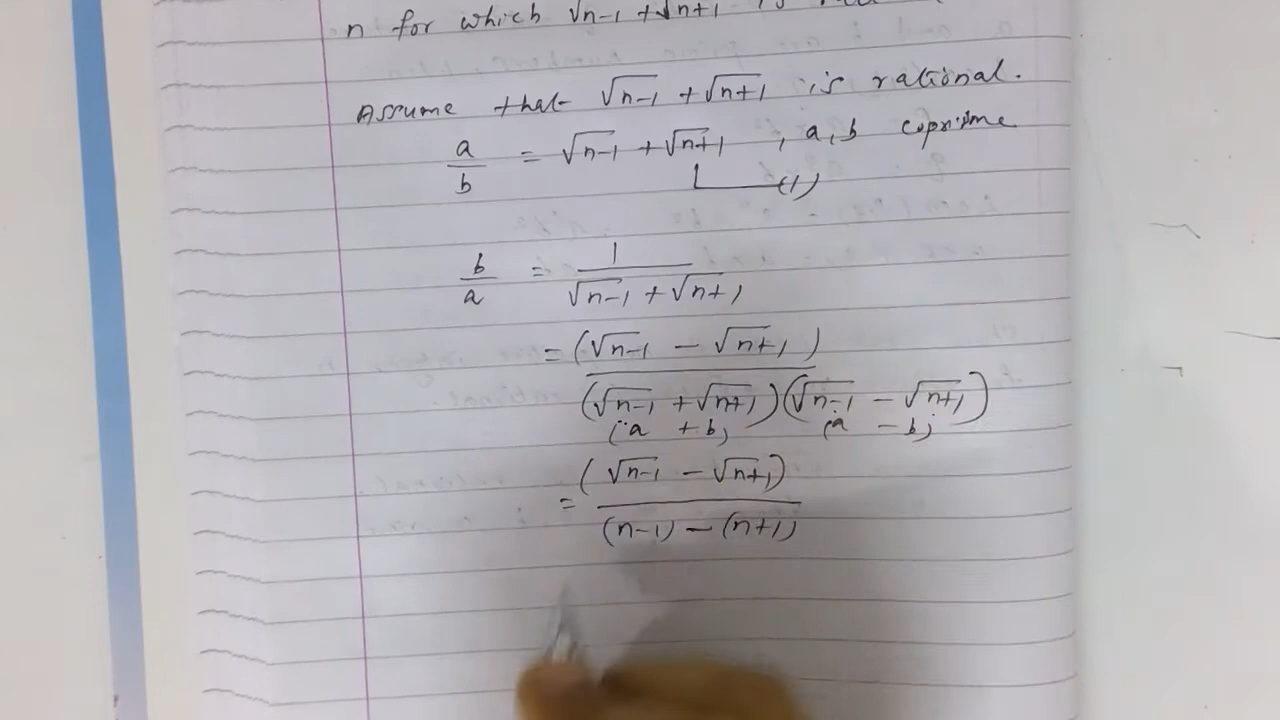 n for which √n-1 + √n+1 is
Assume that √n-1 + √n+1 is rational.
a/b = √n-1 + √n+1 , a, b coprime
(1)
b/a = 1/(√n-1 + √n+1)
= (√n-1 - √n+1)/((√n-1 + √n+1)(√n-1 - √n+1))
(a + b) (a - b)
= (√n-1 - √n+1)/((n-1) - (n+1))